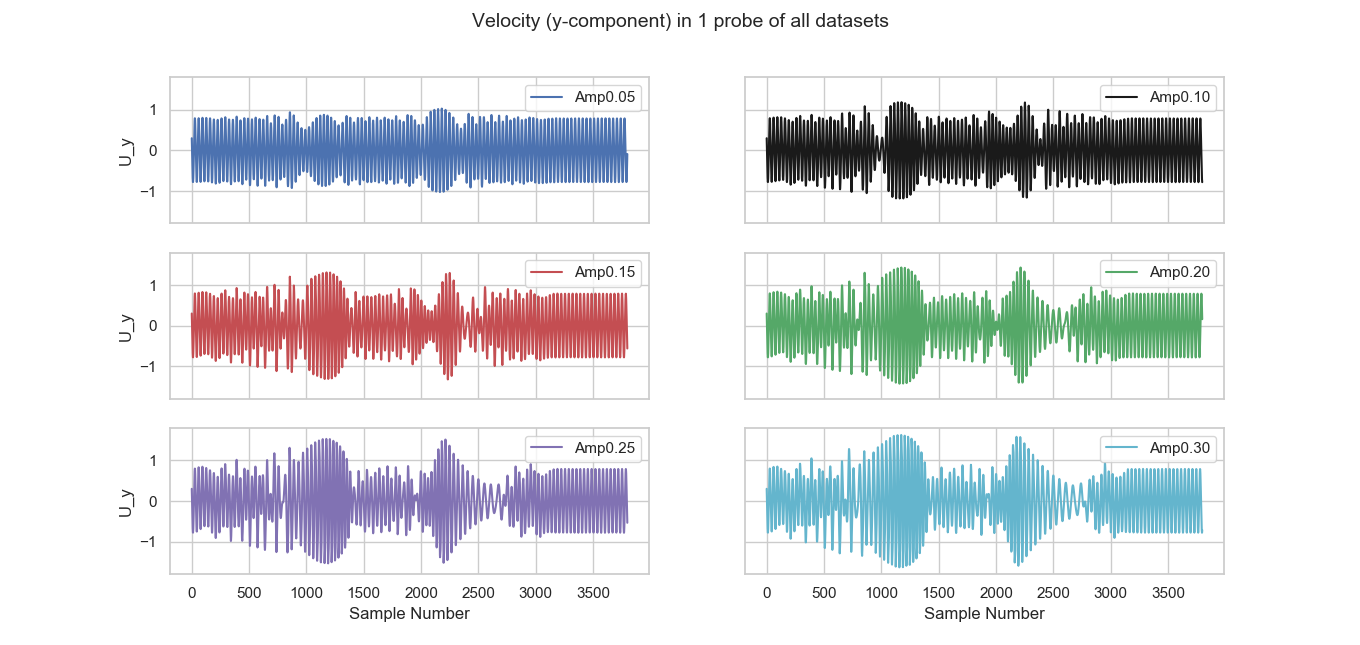 Velocity (y-component) in 1 probe of all datasets
Amp0.05
1
0
−1
U_y
Amp0.10
Amp0.15
1
0
−1
U_y
Amp0.20
Amp0.25
1
0
−1
U_y
0 500 1000 1500 2000 2500 3000 3500
Sample Number
Amp0.30
0 500 1000 1500 2000 2500 3000 3500
Sample Number